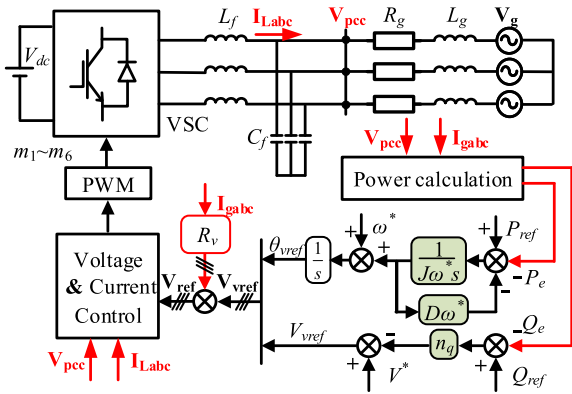 L_f I_Labc V_pcc R_g L_g V_g
V_dc
VSC
C_f
V_pcc I_gabc
m_1~m_6
PWM
I_gabc
Power calculation
R_v
θ_vref 1/s ω* 1/(Jω*s) P_ref
+ + + − P_e
Voltage
& Current
Control
V_ref V_vref
Dω* −
V_vref − n_q − Q_e
+ V* + Q_ref
V_pcc I_Labc